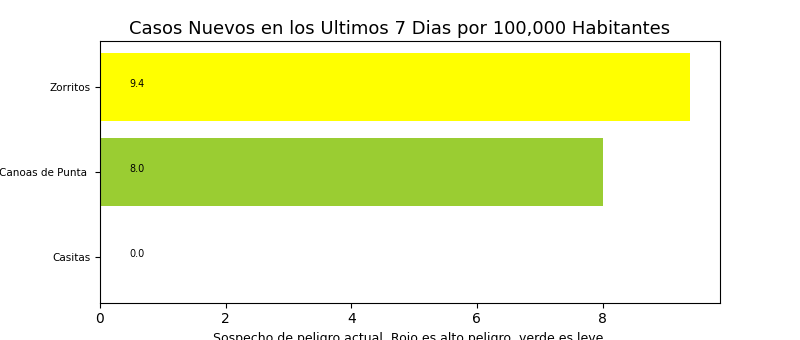 Casos Nuevos en los Ultimos 7 Dias por 100,000 Habitantes
Zorritos
9.4
Canoas de Punta
8.0
Casitas
0.0
0 2 4 6 8
Sospecho de peligro actual. Rojo es alto peligro, verde es leve